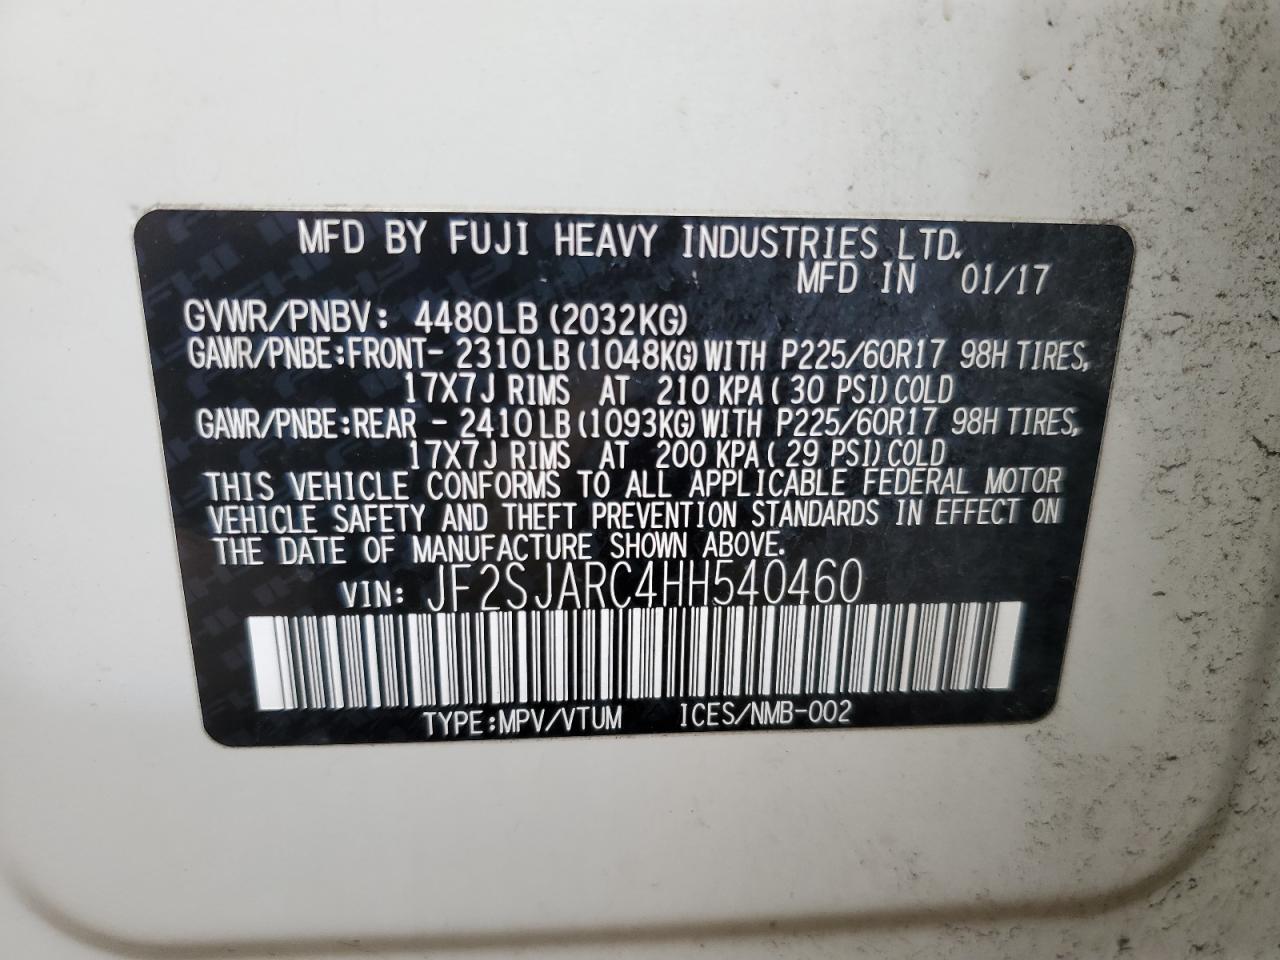 MFD BY FUJI HEAVY INDUSTRIES LTD.
MFD IN 01/17
GVWR/PNBV: 4480LB (2032KG)
GAWR/PNBE:FRONT- 2310LB(1048KG)WITH P225/60R17 98H TIRES,
17X7J RIMS AT 210 KPA(30 PSI)COLD
GAWR/PNBE:REAR - 2410LB(1093KG)WITH P225/60R17 98H TIRES,
17X7J RIMS AT 200 KPA(29 PSI)COLD
THIS VEHICLE CONFORMS TO ALL APPLICABLE FEDERAL MOTOR
VEHICLE SAFETY AND THEFT PREVENTION STANDARDS IN EFFECT ON
THE DATE OF MANUFACTURE SHOWN ABOVE.
VIN: JF2SJARC4HH540460
TYPE:MPV/VTUM ICES/NMB-002